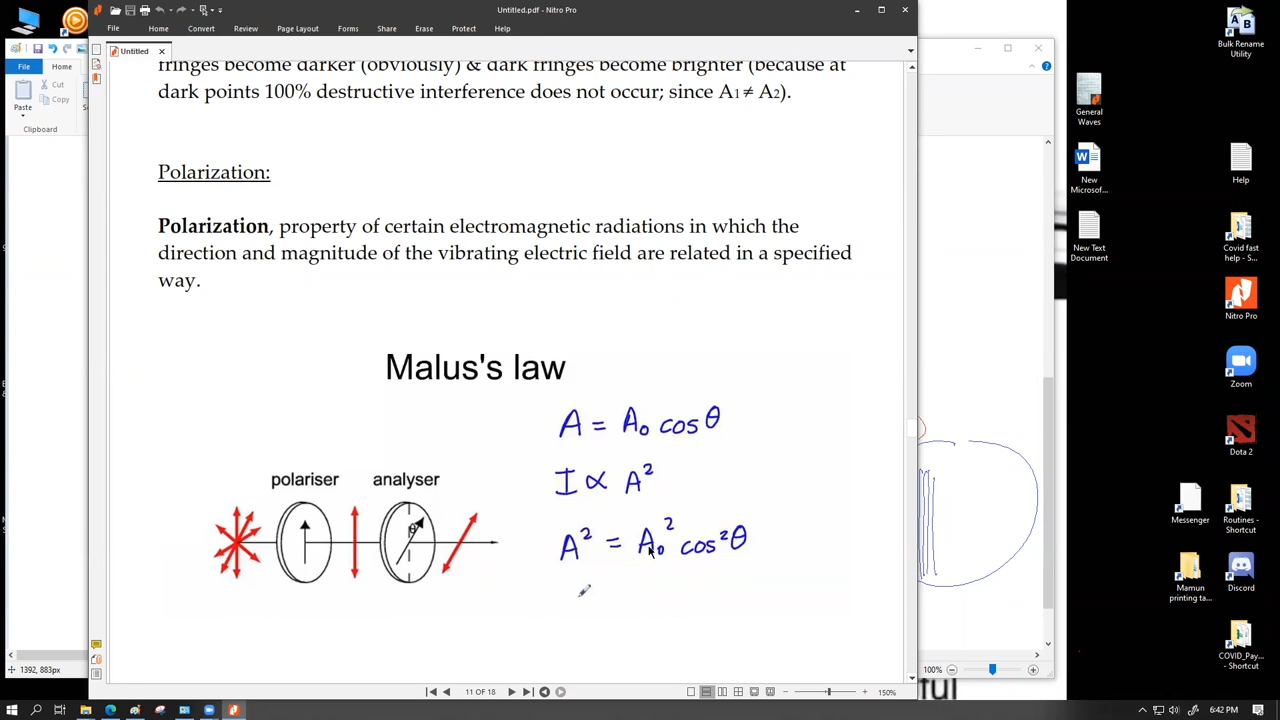 Untitled.pdf - Nitro Pro
File Home Convert Review Page Layout Forms Share Erase Protect Help
Untitled
File Home
Paste
Cut
Copy
Clipboard
fringes become darker (obviously) & dark fringes become brighter (because at
dark points 100% destructive interference does not occur; since A1 ≠ A2).
Polarization:
Polarization, property of certain electromagnetic radiations in which the
direction and magnitude of the vibrating electric field are related in a specified
way.
Malus's law
A = A₀ cos θ
I ∝ A²
A² = A₀² cos² θ
polariser analyser
θ
1392, 883px
11 OF 18
150%
100%
Bulk Rename
Utility
General
Waves
New
Microsof...
Help
New Text
Document
Covid fast
help - S...
Nitro Pro
Zoom
Dota 2
Messenger
Routines -
Shortcut
Mamun
printing ta...
Discord
COVID_Pay...
- Shortcut
ful
6:42 PM